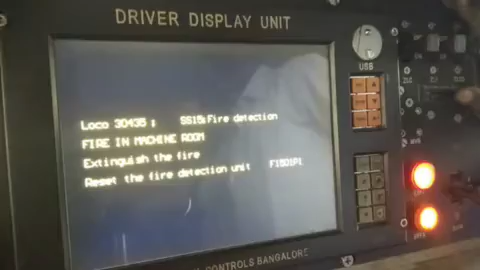 DRIVER DISPLAY UNIT
USB
Loco 30435 : SS15:Fire detection
FIRE IN MACHINE ROOM
Extinguish the fire
Reset the fire detection unit F1501P1
CONTROLS BANGALORE